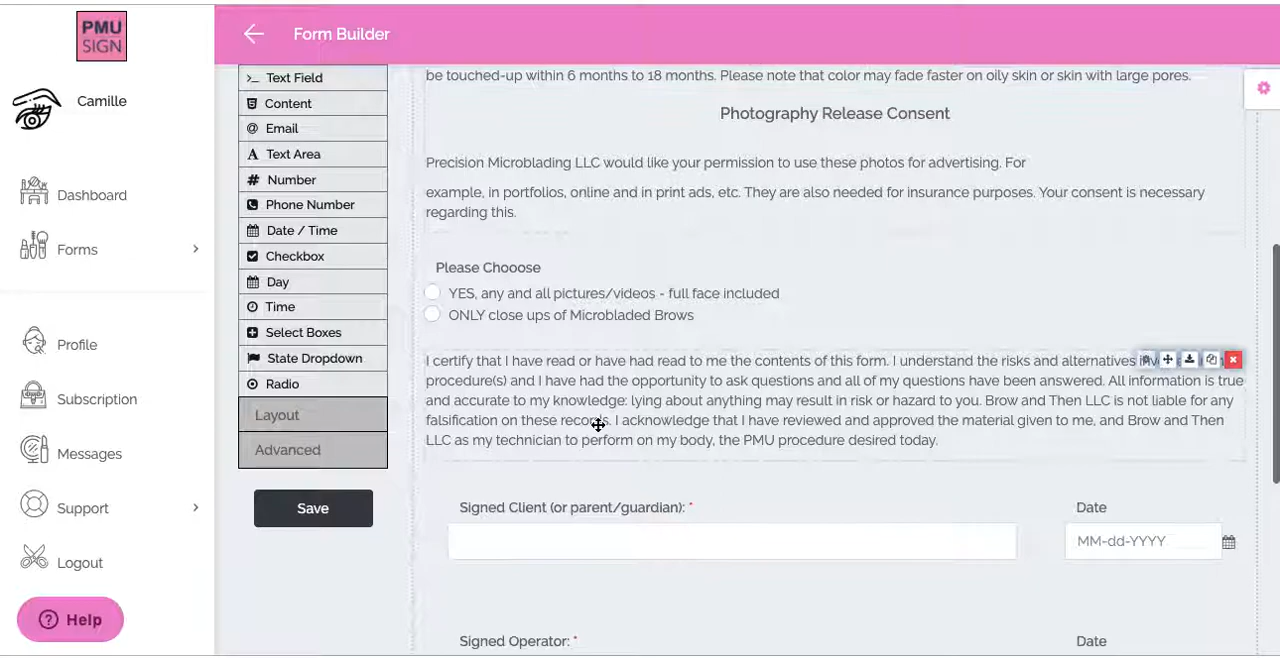 PMU
SIGN
Form Builder
Camille
Dashboard
Forms
Profile
Subscription
Messages
Support
Logout
Help
Text Field
Content
Email
Text Area
Number
Phone Number
Date / Time
Checkbox
Day
Time
Select Boxes
State Dropdown
Radio
Layout
Advanced
Save
be touched-up within 6 months to 18 months. Please note that color may fade faster on oily skin or skin with large pores.
Photography Release Consent
Precision Microblading LLC would like your permission to use these photos for advertising. For
example, in portfolios, online and in print ads, etc. They are also needed for insurance purposes. Your consent is necessary
regarding this.
Please Chooose
YES, any and all pictures/videos - full face included
ONLY close ups of Microbladed Brows
I certify that I have read or have had read to me the contents of this form. I understand the risks and alternatives
procedure(s) and I have had the opportunity to ask questions and all of my questions have been answered. All information is true
and accurate to my knowledge: lying about anything may result in risk or hazard to you. Brow and Then LLC is not liable for any
falsification on these records. I acknowledge that I have reviewed and approved the material given to me, and Brow and Then
LLC as my technician to perform on my body, the PMU procedure desired today.
Signed Client (or parent/guardian): *
Date
MM-dd-YYYY
Signed Operator: *
Date